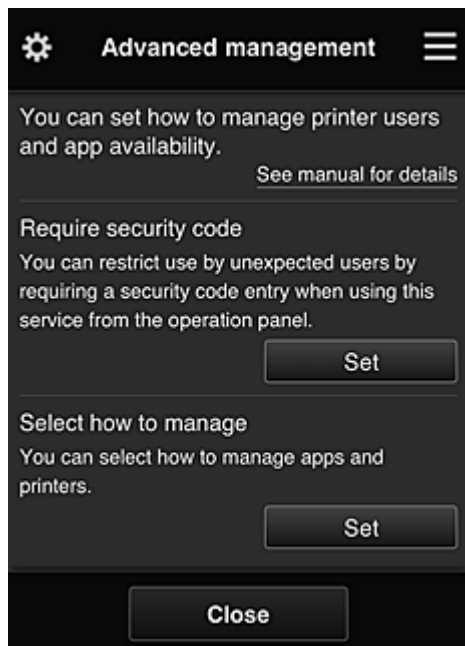 Advanced management
You can set how to manage printer users
and app availability.
See manual for details
Require security code
You can restrict use by unexpected users by
requiring a security code entry when using this
service from the operation panel.
Set
Select how to manage
You can select how to manage apps and
printers.
Set
Close